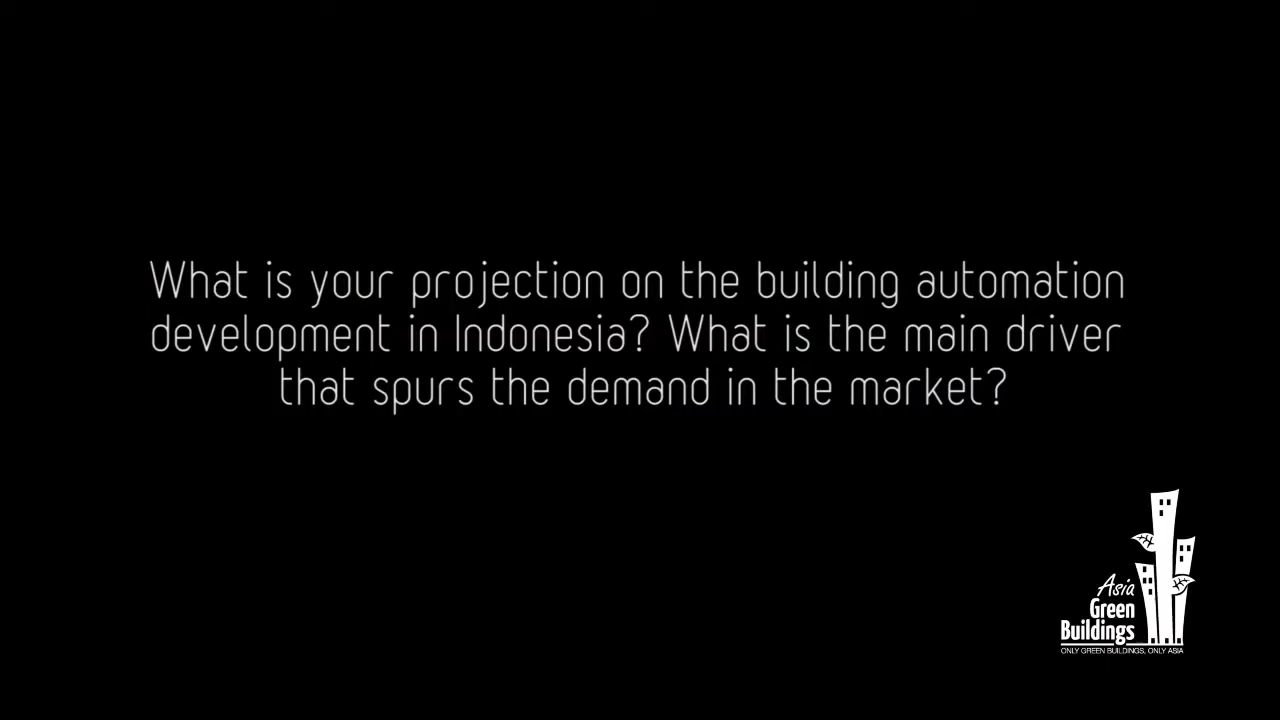 What is your projection on the building automation
development in Indonesia? What is the main driver
that spurs the demand in the market?
Asia
Green
Buildings
ONLY GREEN BUILDINGS, ONLY ASIA